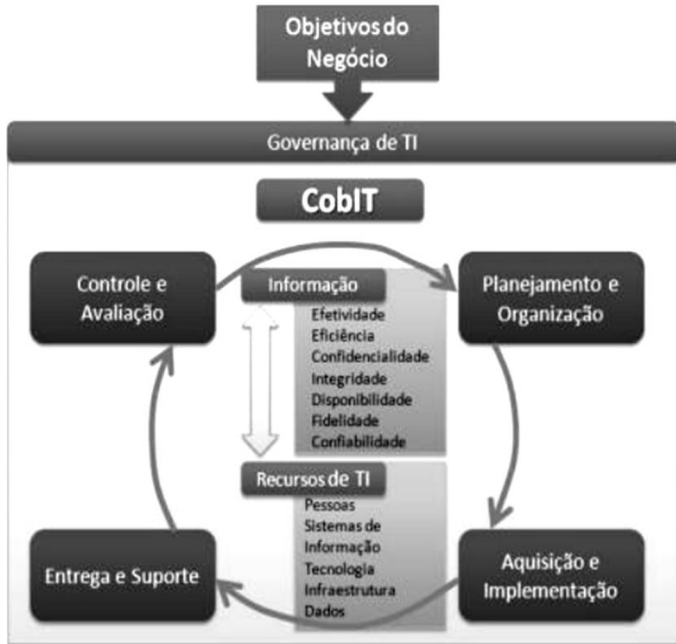 Objetivos do
Negócio
Governança de TI
CobIT
Controle e
Avaliação
Informação
Efetividade
Eficiência
Confidencialidade
Integridade
Disponibilidade
Fidelidade
Confiabilidade
Planejamento e
Organização
Recursos de TI
Pessoas
Sistemas de
Informação
Tecnologia
Infraestrutura
Dados
Entrega e Suporte
Aquisição e
Implementação